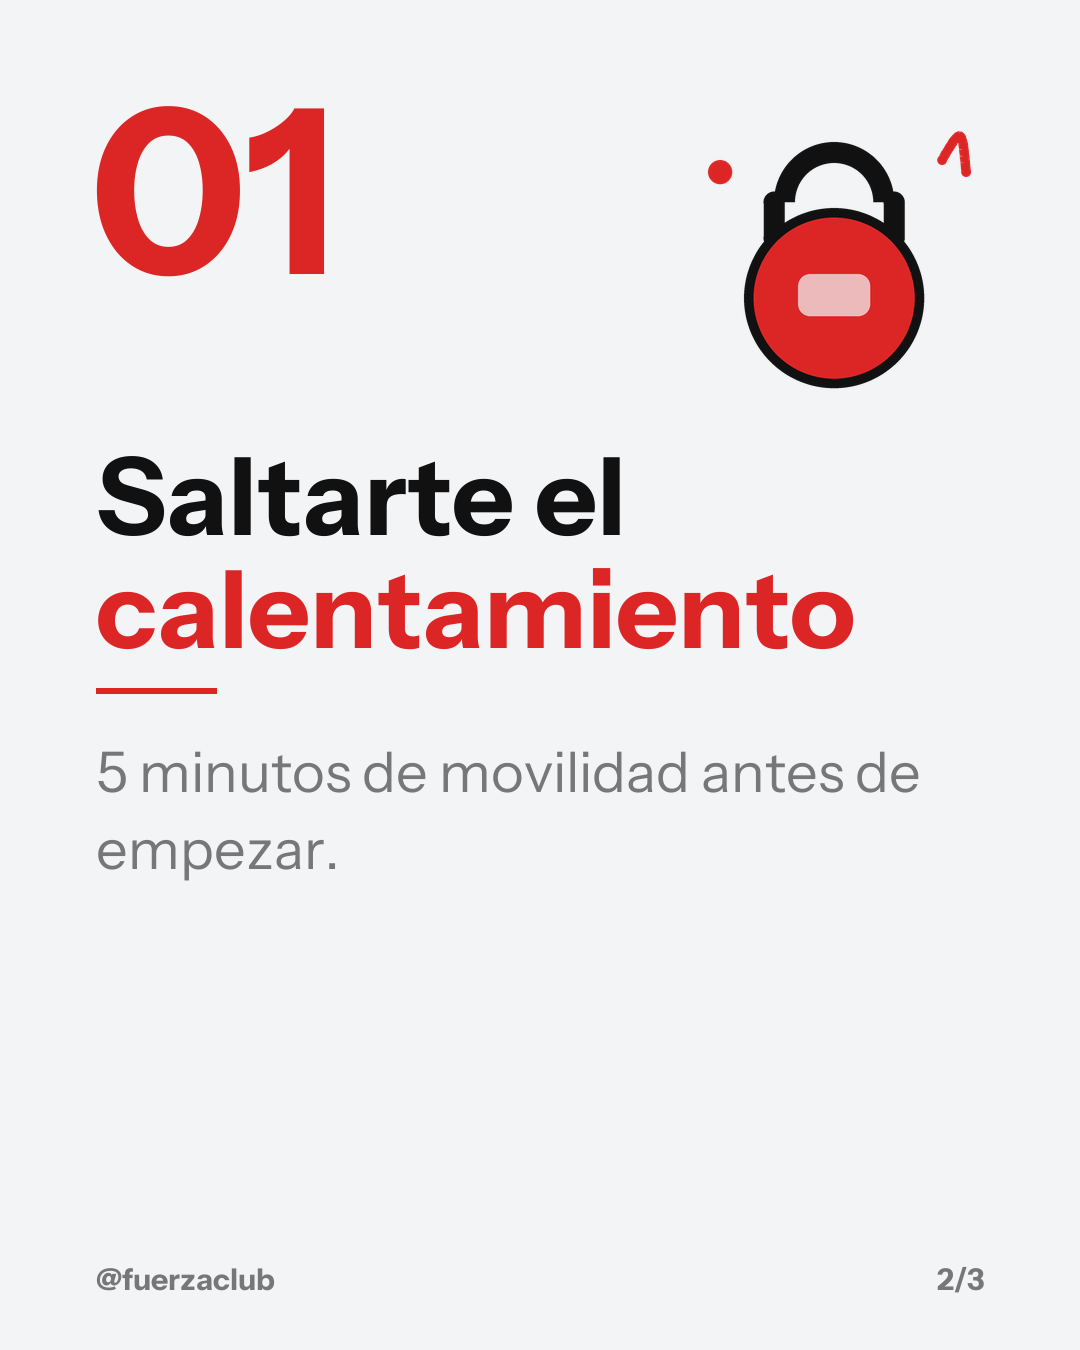 01
Saltarte el
calentamiento
5 minutos de movilidad antes de
empezar.
@fuerzaclub
2/3